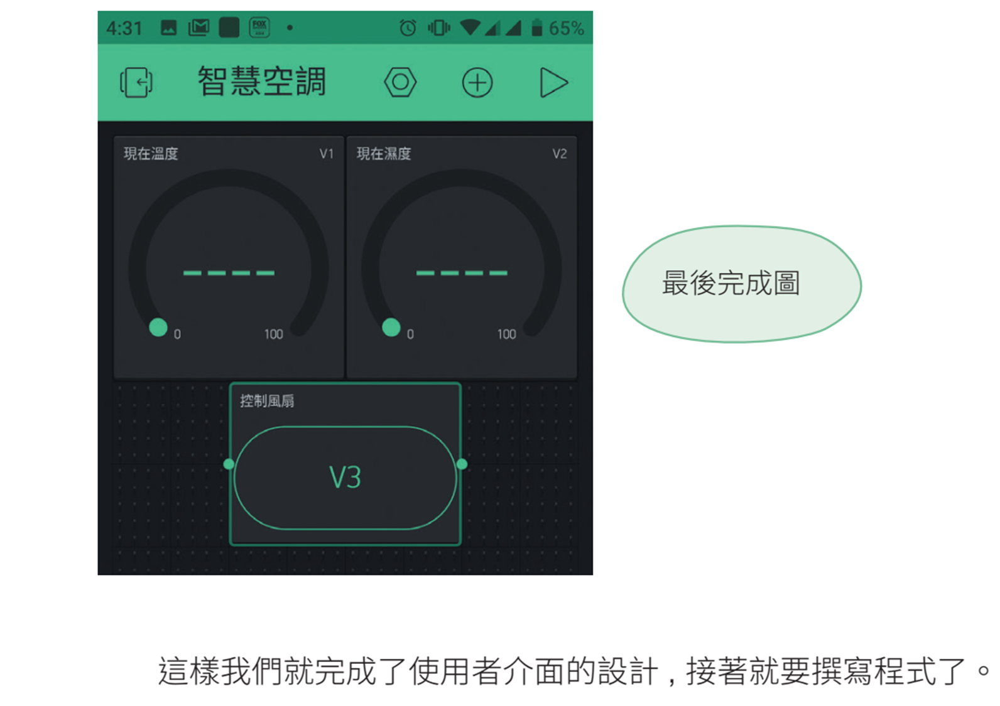 4:31 FOX 65%
智慧空調
現在溫度 V1 現在濕度 V2
0 100 0 100
控制風扇
V3
最後完成圖
這樣我們就完成了使用者介面的設計 , 接著就要撰寫程式了。